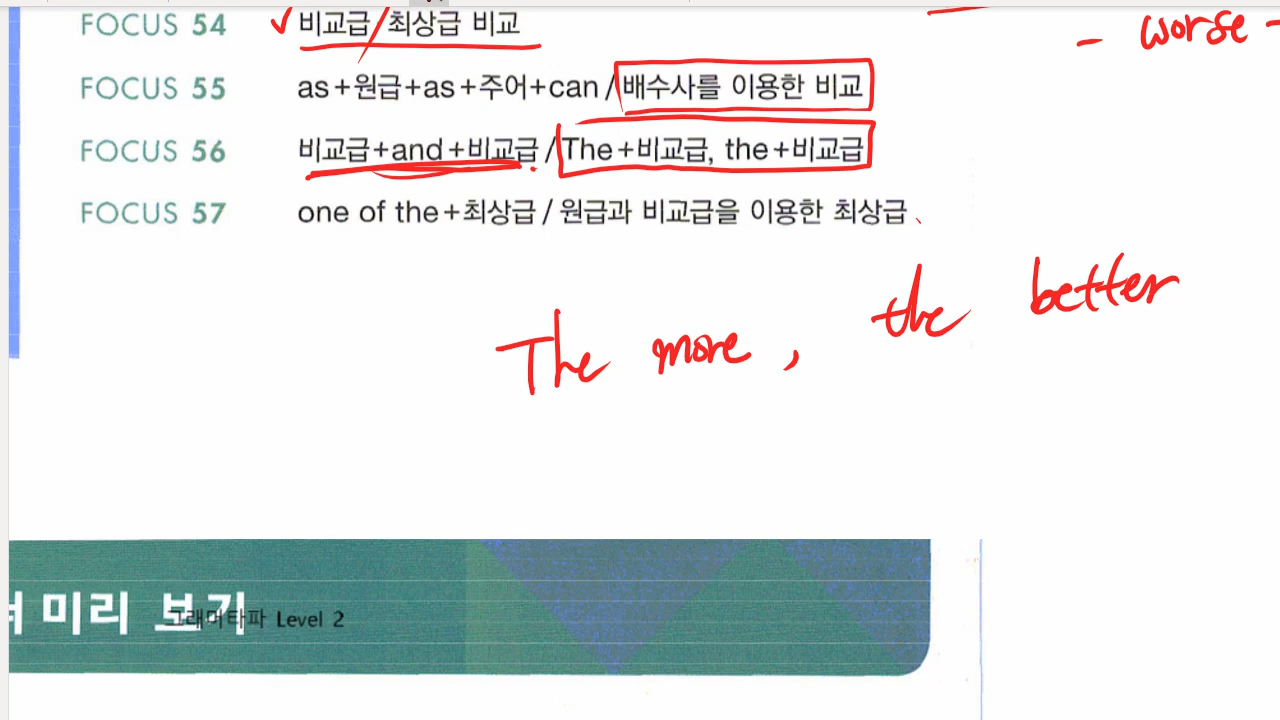 FOCUS 54 비교급/최상급 비교
- worse -
FOCUS 55 as+원급+as+주어+can/배수사를 이용한 비교
FOCUS 56 비교급+and+비교급/The+비교급, the+비교급
FOCUS 57 one of the+최상급/원급과 비교급을 이용한 최상급
The more, the better
미리 보기
그래머타파 Level 2